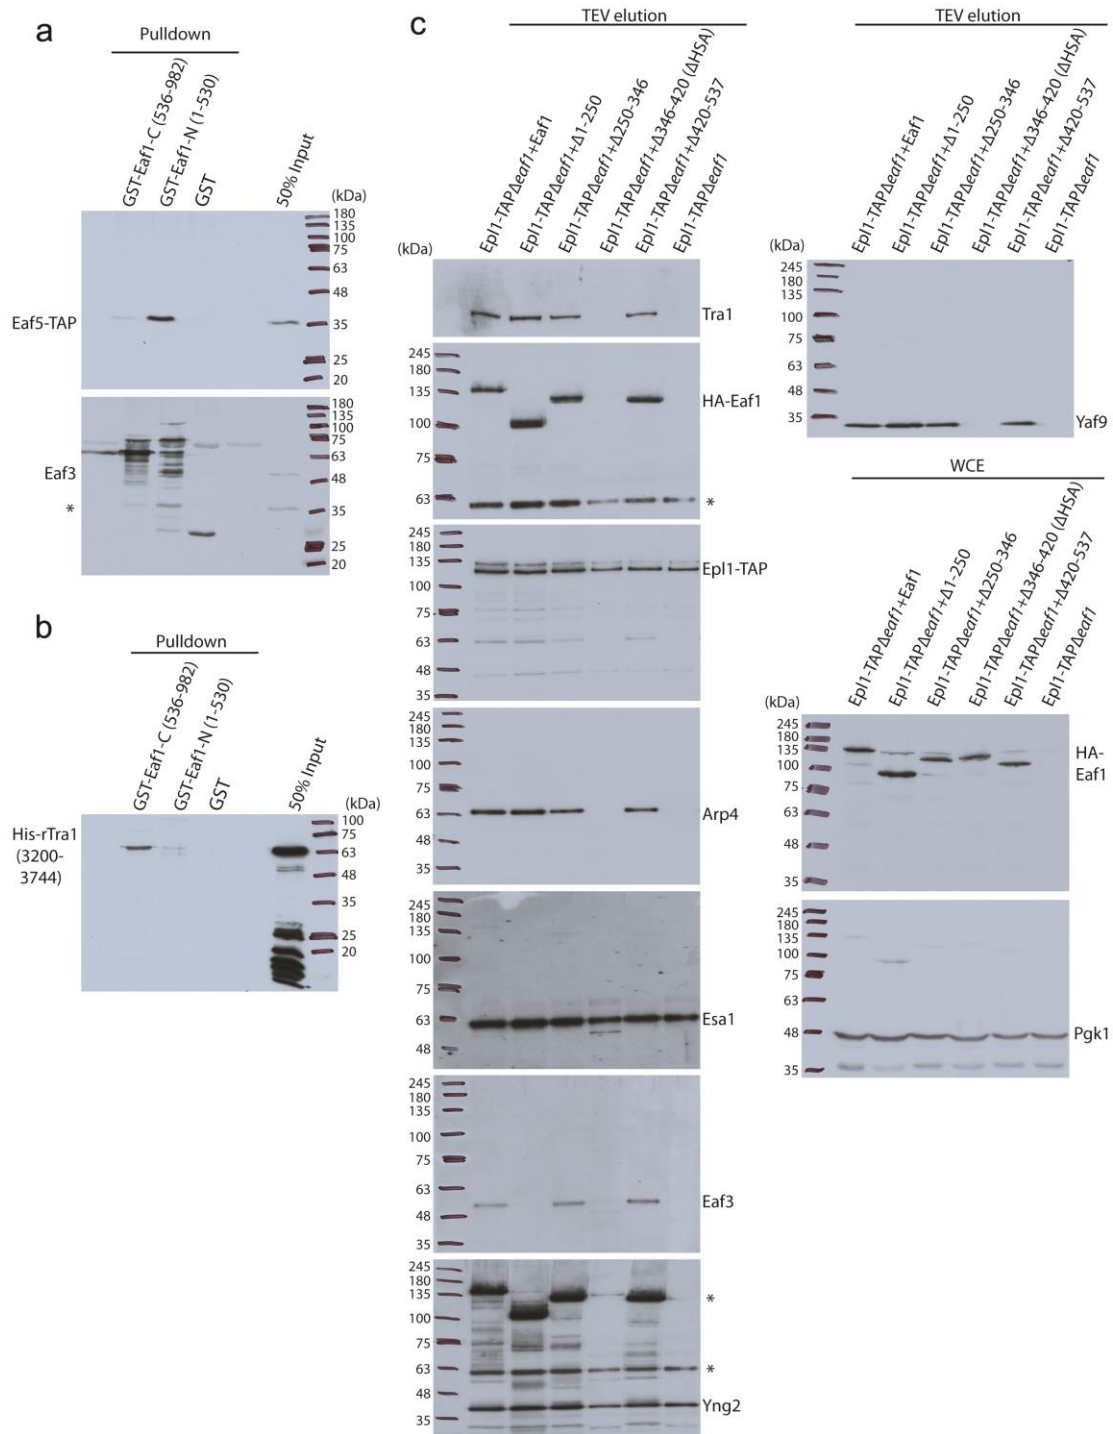 a
Pulldown
GST-Eaf1-C (536-982)
GST-Eaf1-N (1-530)
GST
50% Input
(kDa)
180
135
100
75
63
48
35
25
20
Eaf5-TAP
180
135
100
75
63
48
35
25
20
Eaf3
*
b
Pulldown
GST-Eaf1-C (536-982)
GST-Eaf1-N (1-530)
GST
50% Input
(kDa)
100
75
63
48
35
25
20
His-rTra1
(3200-
3744)
c
TEV elution
Epl1-TAPΔeaf1+Eaf1
Epl1-TAPΔeaf1+Δ1-250
Epl1-TAPΔeaf1+Δ250-346
Epl1-TAPΔeaf1+Δ346-420 (ΔHSA)
Epl1-TAPΔeaf1+Δ420-537
Epl1-TAPΔeaf1
(kDa)
Tra1
245
180
135
100
75
63
HA-Eaf1
*
245
180
135
100
75
63
48
35
Epl1-TAP
245
180
135
100
75
63
48
35
Arp4
245
180
135
100
75
63
48
Esa1
245
180
135
100
75
63
48
35
Eaf3
245
180
135
100
75
63
48
35
*
*
Yng2
TEV elution
Epl1-TAPΔeaf1+Eaf1
Epl1-TAPΔeaf1+Δ1-250
Epl1-TAPΔeaf1+Δ250-346
Epl1-TAPΔeaf1+Δ346-420 (ΔHSA)
Epl1-TAPΔeaf1+Δ420-537
Epl1-TAPΔeaf1
(kDa)
245
180
135
100
75
63
48
35
Yaf9
WCE
Epl1-TAPΔeaf1+Eaf1
Epl1-TAPΔeaf1+Δ1-250
Epl1-TAPΔeaf1+Δ250-346
Epl1-TAPΔeaf1+Δ346-420 (ΔHSA)
Epl1-TAPΔeaf1+Δ420-537
Epl1-TAPΔeaf1
(kDa)
245
180
135
100
75
48
35
HA-
Eaf1
245
180
135
100
75
63
48
35
Pgk1